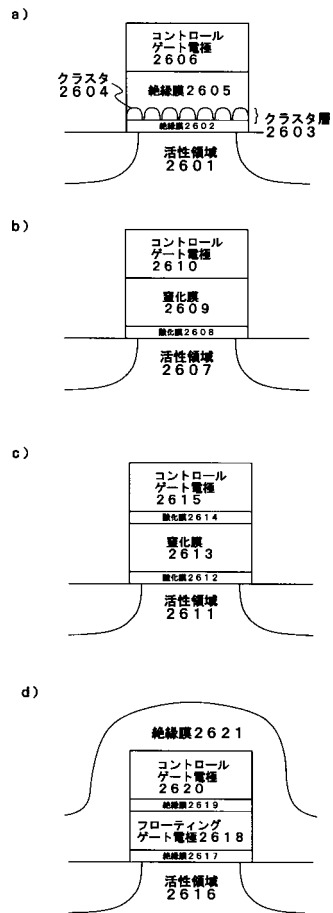 a)
コントロール
ゲート電極
2606
クラスタ
2604
絶縁膜2605
絶縁膜2602
クラスタ層
2603
活性領域
2601
b)
コントロール
ゲート電極
2610
窒化膜
2609
酸化膜2608
活性領域
2607
c)
コントロール
ゲート電極
2615
酸化膜2614
窒化膜
2613
酸化膜2612
活性領域
2611
d)
絶縁膜2621
コントロール
ゲート電極
2620
絶縁膜2619
フローティング
ゲート電極2618
絶縁膜2617
活性領域
2616